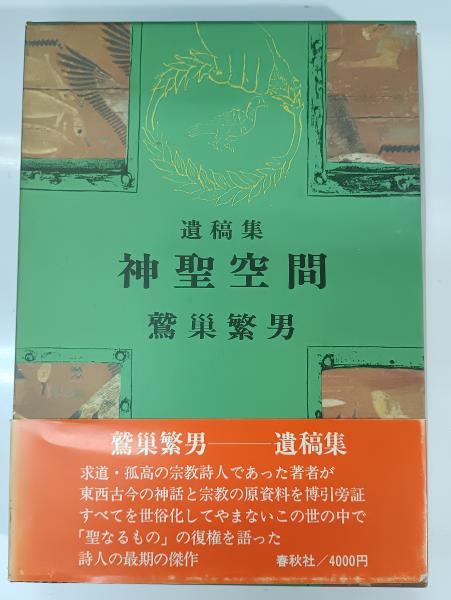 遺稿集
神聖空間
鷲巣繁男
鷲巣繁男――遺稿集
求道・孤高の宗教詩人であった著者が
東西古今の神話と宗教の原資料を博引旁証
すべてを世俗化してやまないこの世の中で
「聖なるもの」の復権を語った
詩人の最期の傑作
春秋社/4000円